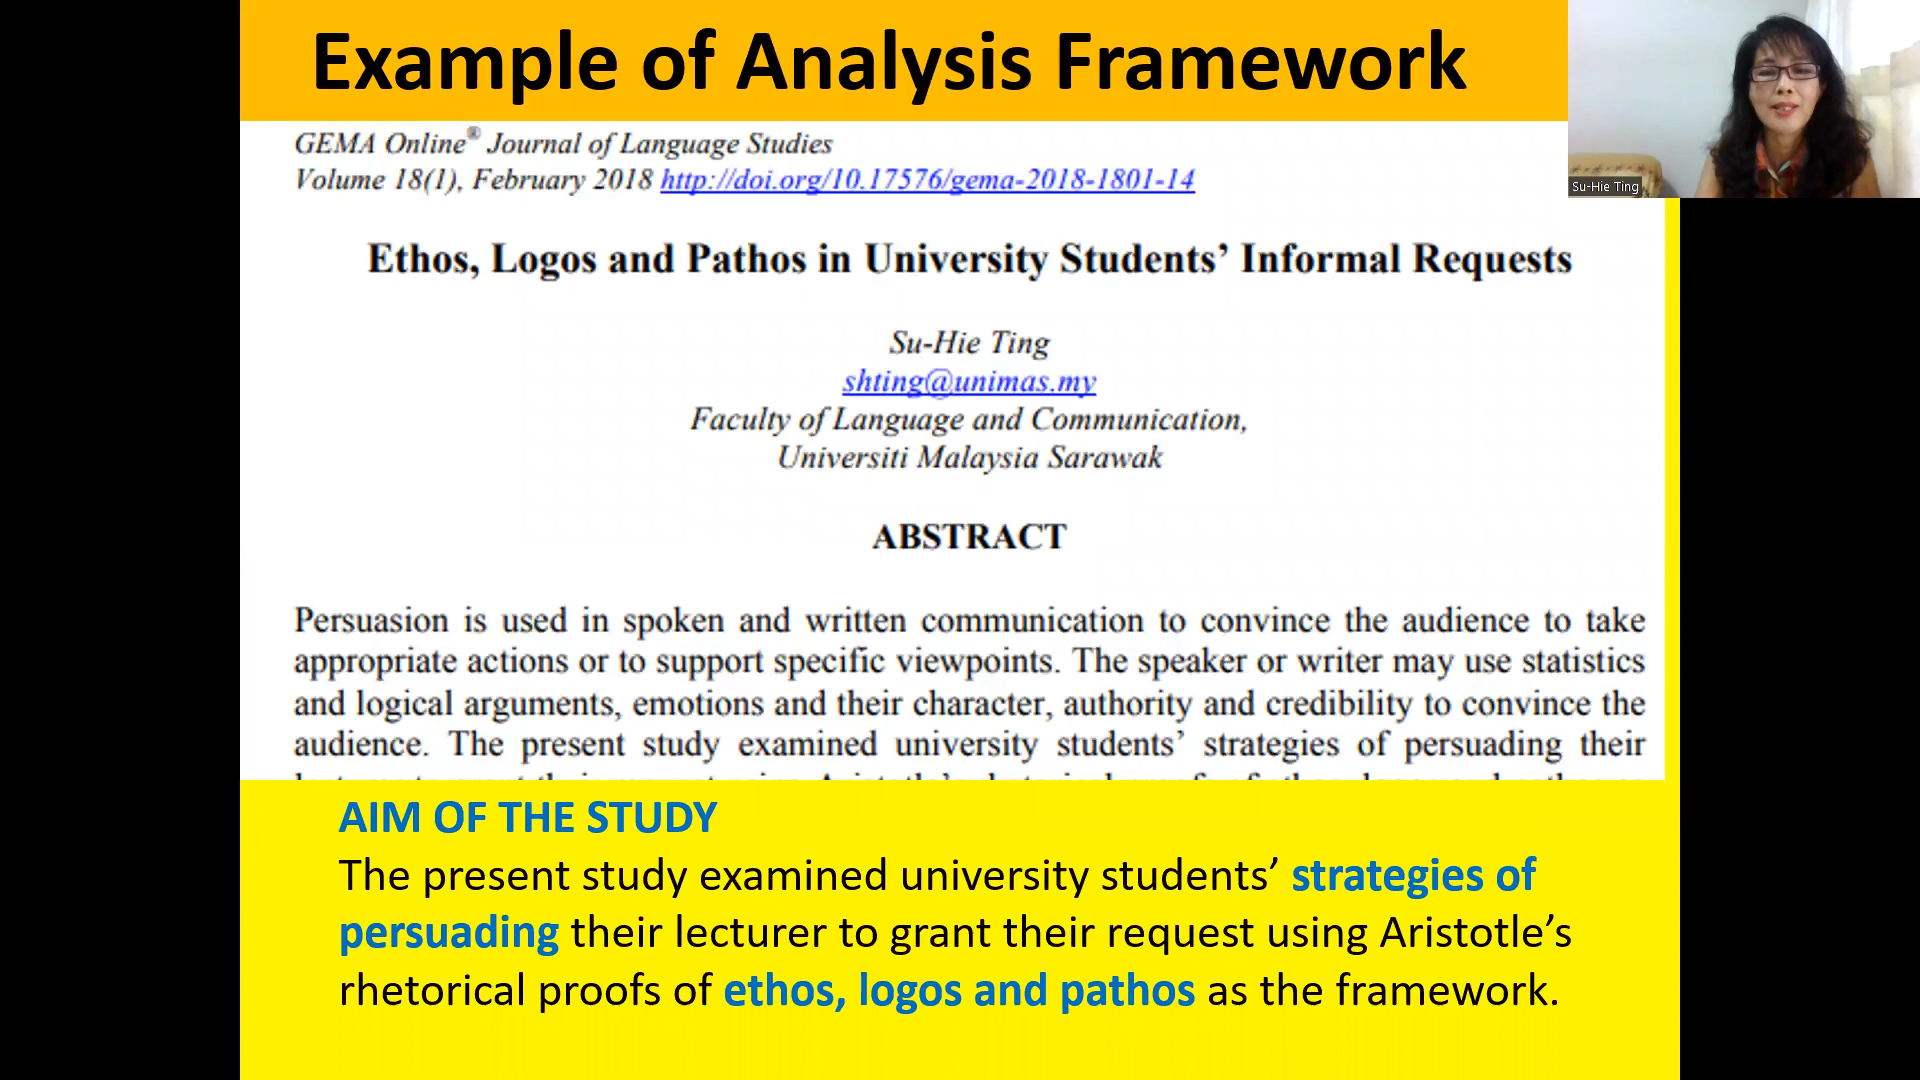 Example of Analysis Framework
GEMA Online® Journal of Language Studies
Volume 18(1), February 2018 http://doi.org/10.17576/gema-2018-1801-14
Su-Hie Ting
Ethos, Logos and Pathos in University Students’ Informal Requests
Su-Hie Ting
shting@unimas.my
Faculty of Language and Communication,
Universiti Malaysia Sarawak
ABSTRACT
Persuasion is used in spoken and written communication to convince the audience to take
appropriate actions or to support specific viewpoints. The speaker or writer may use statistics
and logical arguments, emotions and their character, authority and credibility to convince the
audience. The present study examined university students’ strategies of persuading their
AIM OF THE STUDY
The present study examined university students’ strategies of
persuading their lecturer to grant their request using Aristotle’s
rhetorical proofs of ethos, logos and pathos as the framework.